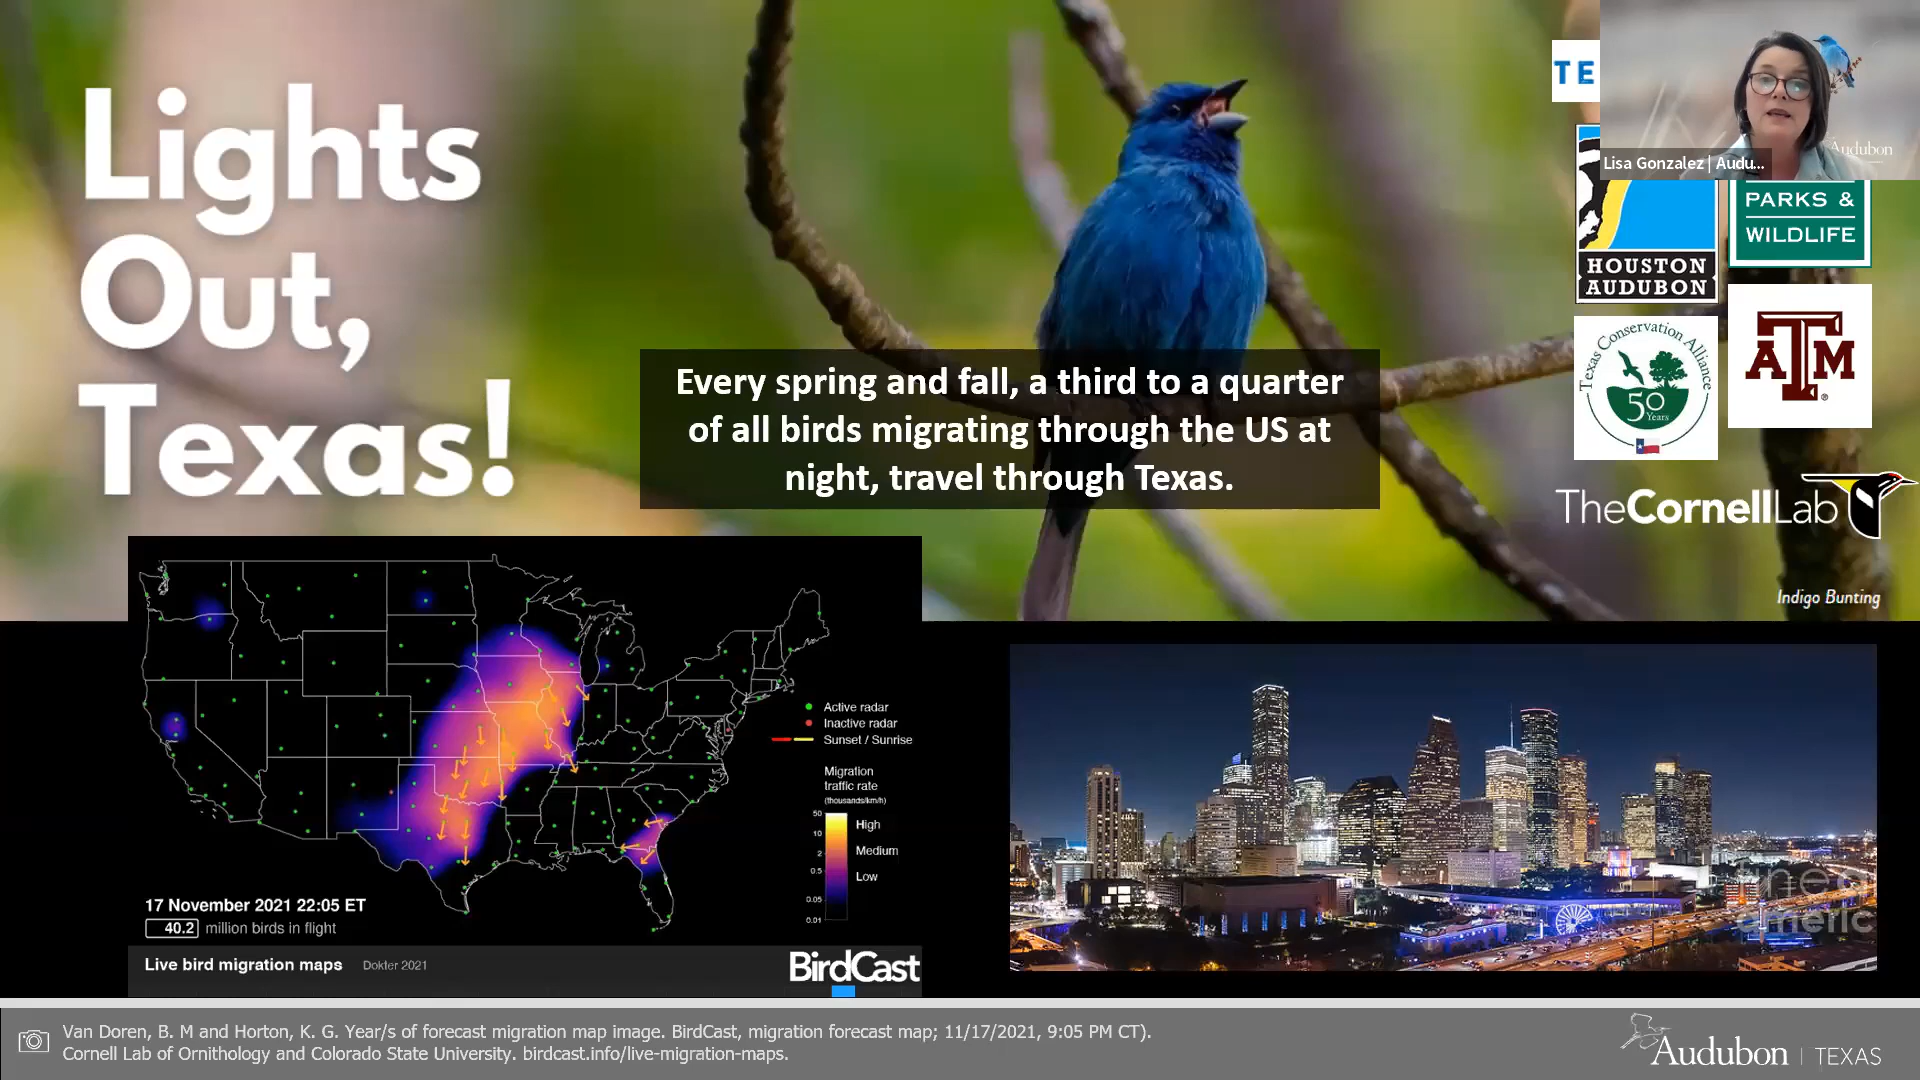 Lights
Out,
Texas!
Every spring and fall, a third to a quarter
of all birds migrating through the US at
night, travel through Texas.
TE
Lisa Gonzalez | Audu...
Audubon
HOUSTON
AUDUBON
PARKS &
WILDLIFE
Texas Conservation Alliance
50
Years
ATM
®
TheCornellLab
Indigo Bunting
Active radar
Inactive radar
Sunset / Sunrise
Migration
traffic rate
(thousands/km/h)
50
High
10
2
Medium
0.5
Low
0.05
0.01
17 November 2021 22:05 ET
40.2 million birds in flight
Live bird migration maps Dokter 2021
BirdCast
linea
americ
Van Doren, B. M and Horton, K. G. Year/s of forecast migration map image. BirdCast, migration forecast map; 11/17/2021, 9:05 PM CT).
Cornell Lab of Ornithology and Colorado State University. birdcast.info/live-migration-maps.
Audubon | TEXAS